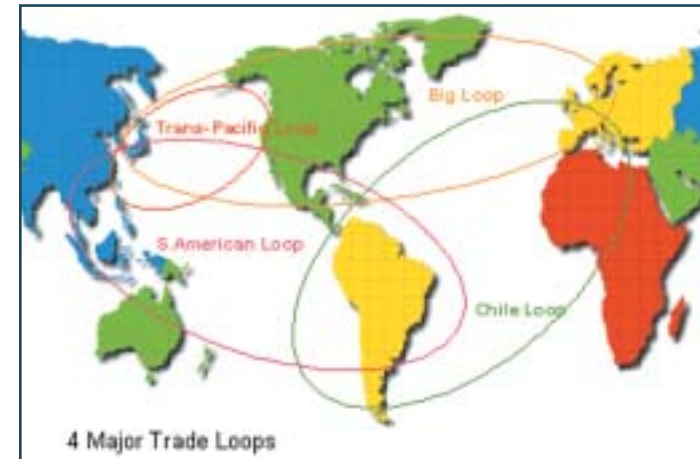 Big Loop
Trans-Pacific Loop
S American Loop
Chile Loop
4 Major Trade Loops